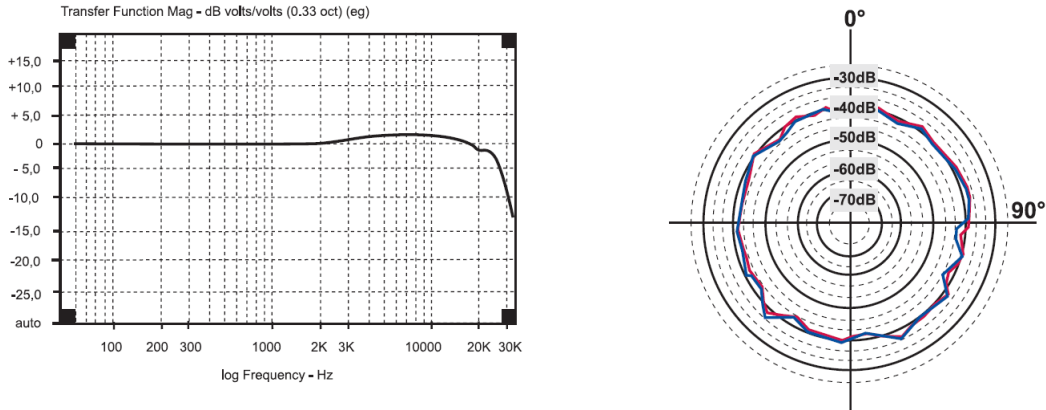 Transfer Function Mag - dB volts/volts (0.33 oct) (eg)
+15,0
+10,0
+ 5,0
0
- 5,0
-10,0
-15,0
-20,0
-25,0
auto
100 200 300 1000 2K 3K 10000 20K 30K
log Frequency - Hz
0°
-30dB
-40dB
-50dB
-60dB
-70dB
90°